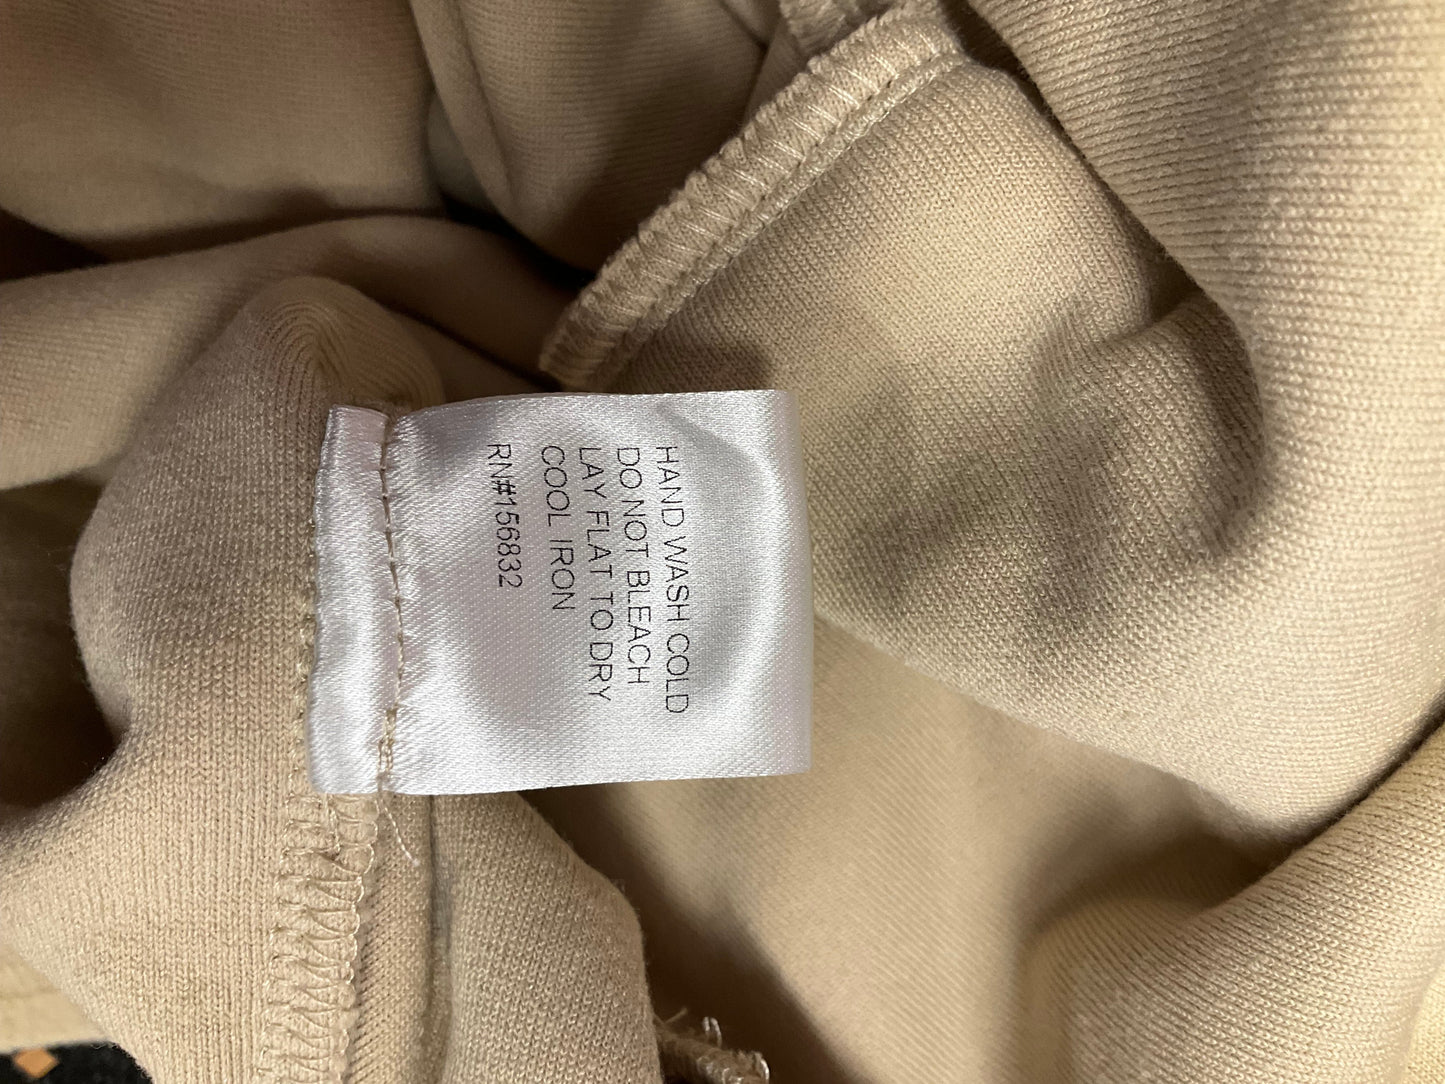 HAND WASH COLD
DO NOT BLEACH
LAY FLAT TO DRY
COOL IRON
RN#156832